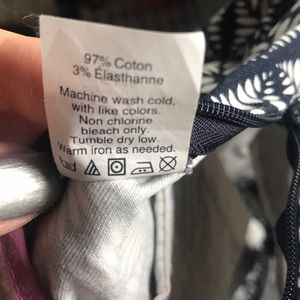 97% Coton
3% Elasthanne
Machine wash cold,
with like colors.
Non chlorine
bleach only.
Tumble dry low.
Warm iron as needed.